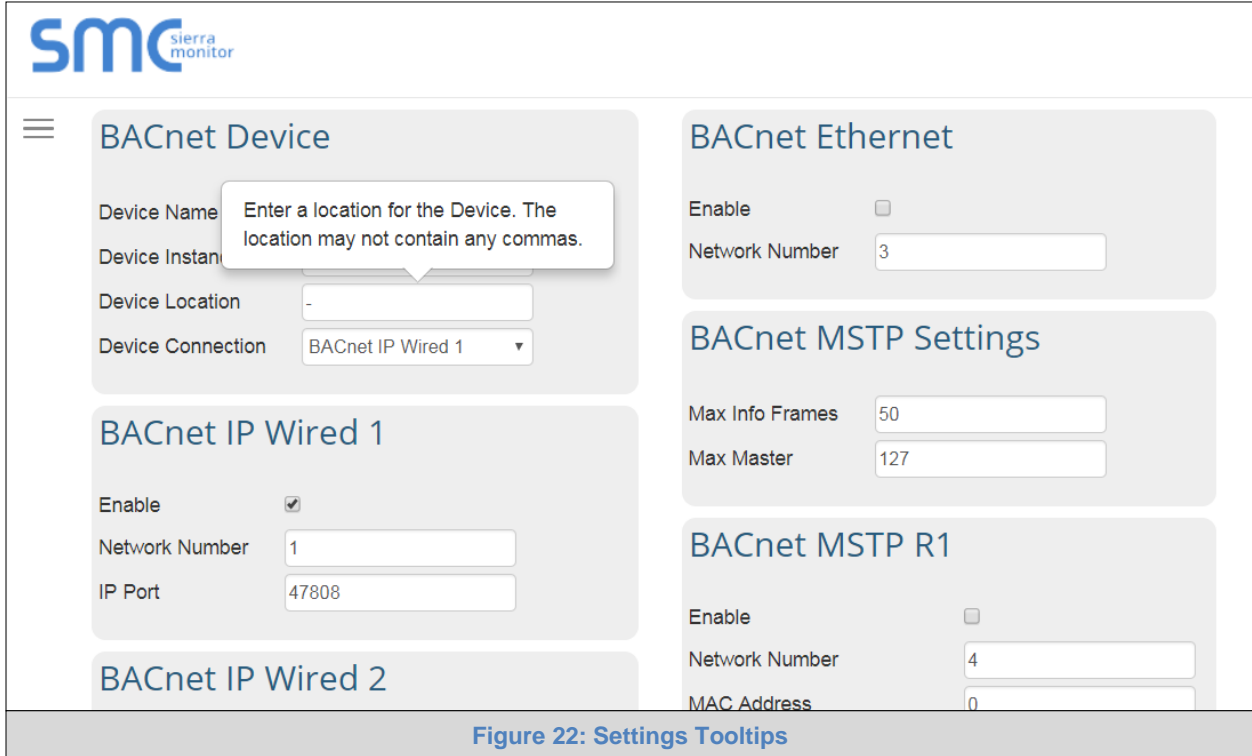 SMC sierra monitor
BACnet Device
Device Name
Enter a location for the Device. The
location may not contain any commas.
Device Instan
Device Location
-
Device Connection
BACnet IP Wired 1
BACnet IP Wired 1
Enable
Network Number
1
IP Port
47808
BACnet IP Wired 2
BACnet Ethernet
Enable
Network Number
3
BACnet MSTP Settings
Max Info Frames
50
Max Master
127
BACnet MSTP R1
Enable
Network Number
4
MAC Address
0
Figure 22: Settings Tooltips